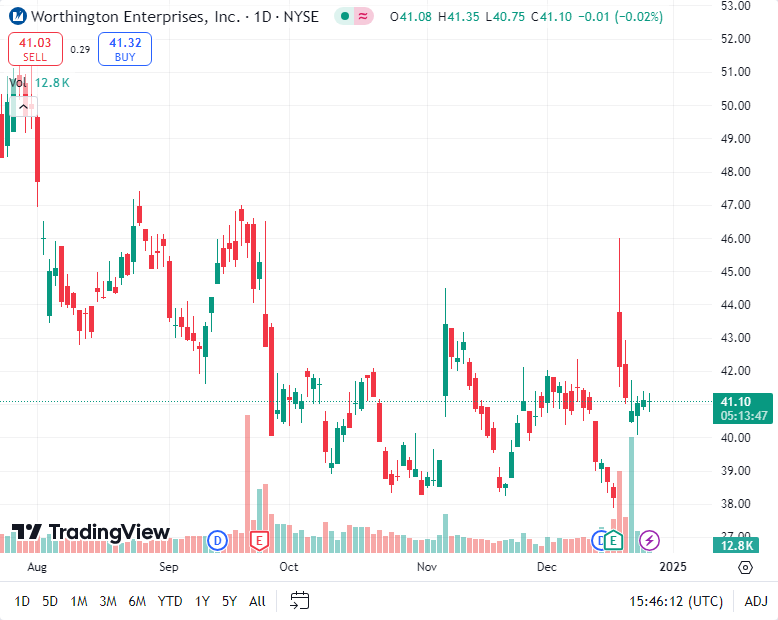 Worthington Enterprises, Inc. · 1D · NYSE O41.08 H41.35 L40.75 C41.10 −0.01 (−0.02%)
41.03 SELL 0.29 41.32 BUY
Vol 12.8K
53.00
52.00
51.00
50.00
49.00
48.00
47.00
46.00
45.00
44.00
43.00
42.00
41.10
05:13:47
40.00
39.00
38.00
37.00
12.8K
TradingView
D E D E
Aug Sep Oct Nov Dec 2025
1D 5D 1M 3M 6M YTD 1Y 5Y All 15:46:12 (UTC) ADJ